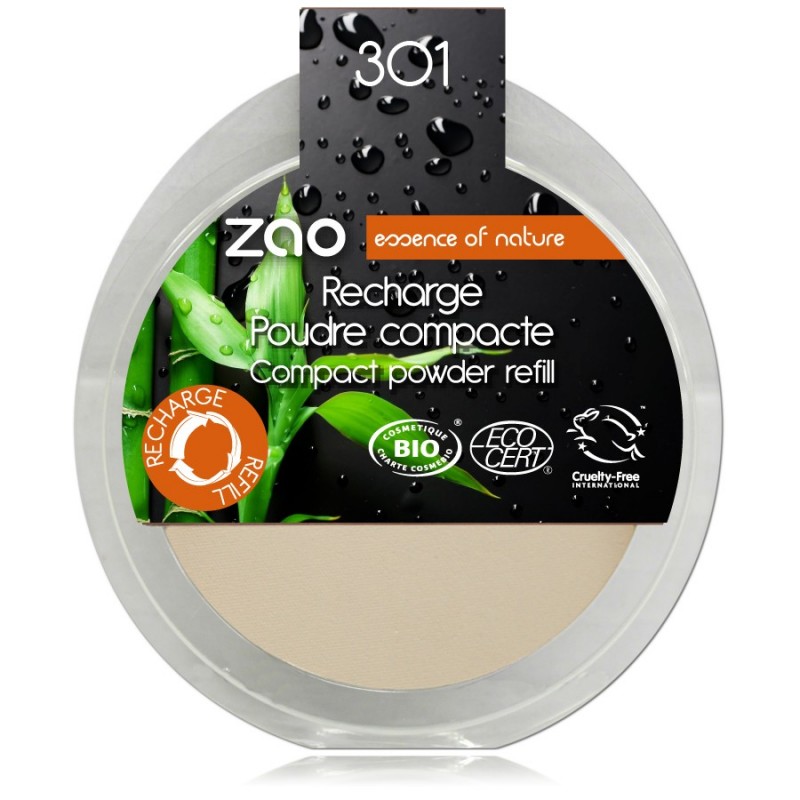 301
zao
essence of nature
Recharge
Poudre compacte
Compact powder refill
RECHARGE
REFILL
COSMETIQUE
BIO
CHARTE COSMEBIO
®
ECO
CERT
®
™
Cruelty-Free
INTERNATIONAL